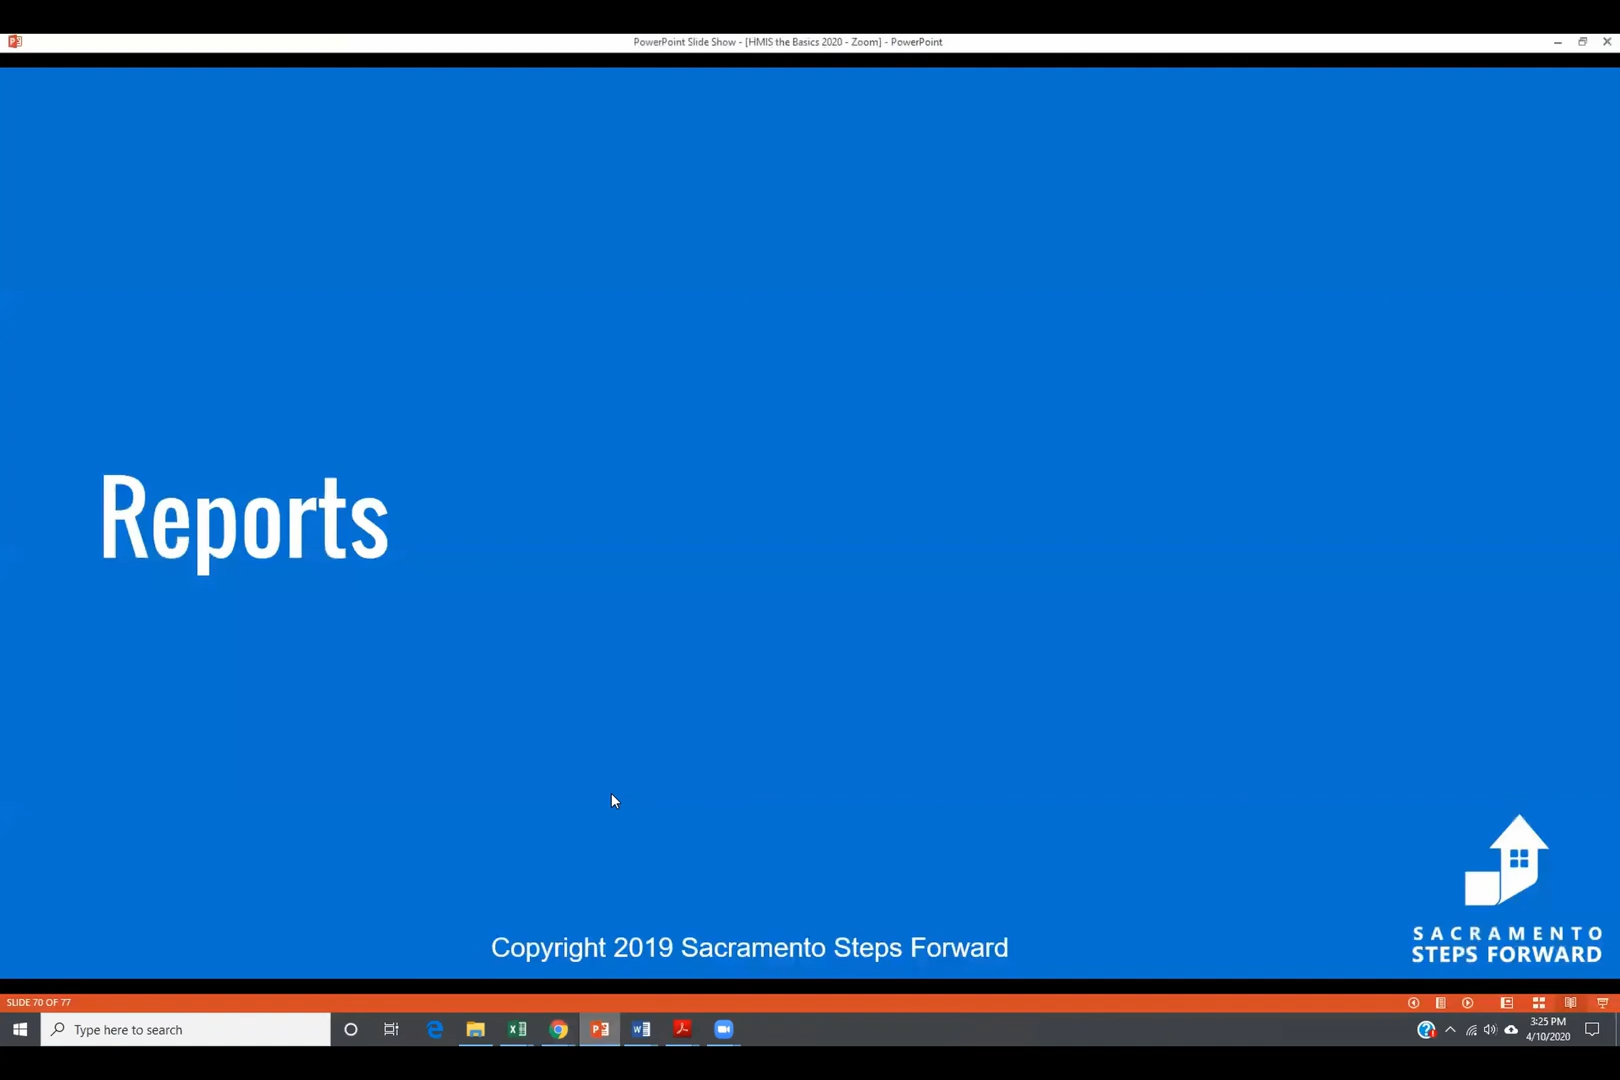 PowerPoint Slide Show - [HMIS the Basics 2020 - Zoom] - PowerPoint
Reports
SACRAMENTO
STEPS FORWARD
Copyright 2019 Sacramento Steps Forward
SLIDE 70 OF 77
Type here to search
3:25 PM
4/10/2020